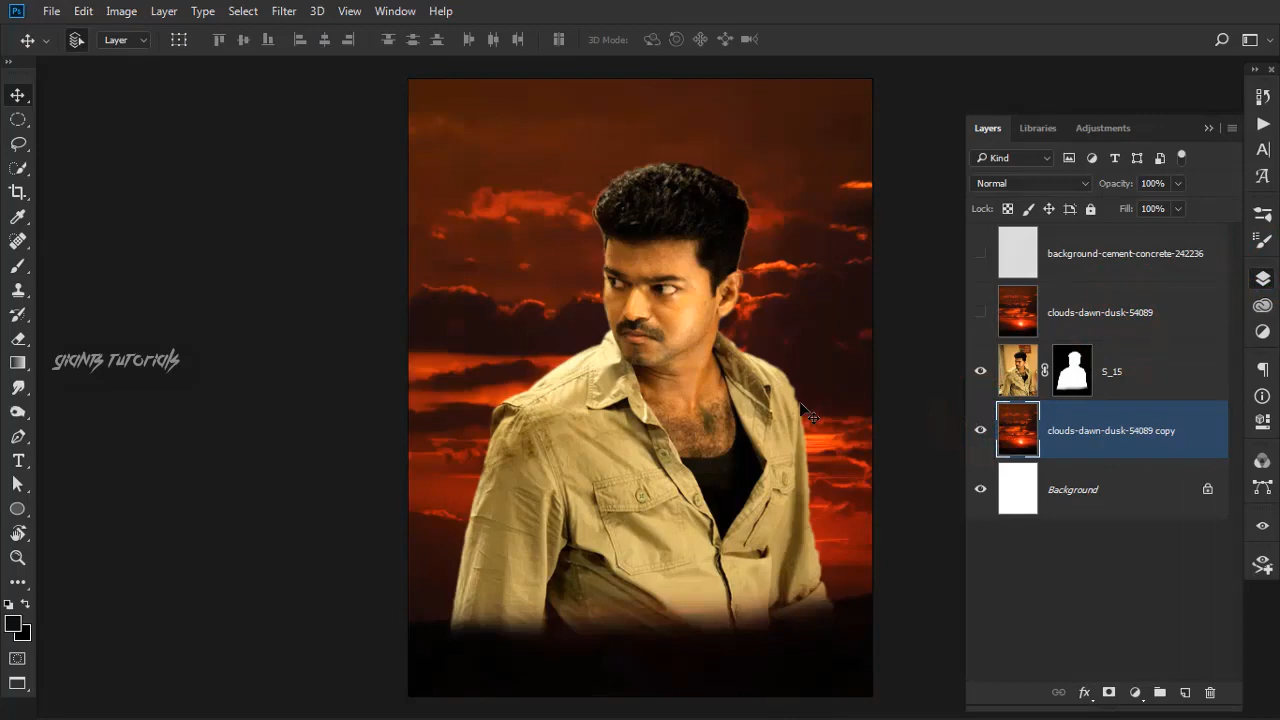 Ps File Edit Image Layer Type Select Filter 3D View Window Help
Layer 3D Mode:
Layers Libraries Adjustments
Kind
Normal Opacity: 100%
Lock: Fill: 100%
background-cement-concrete-242236
clouds-dawn-dusk-54089
S_15
clouds-dawn-dusk-54089 copy
Background
GIANTS TUTORIALS